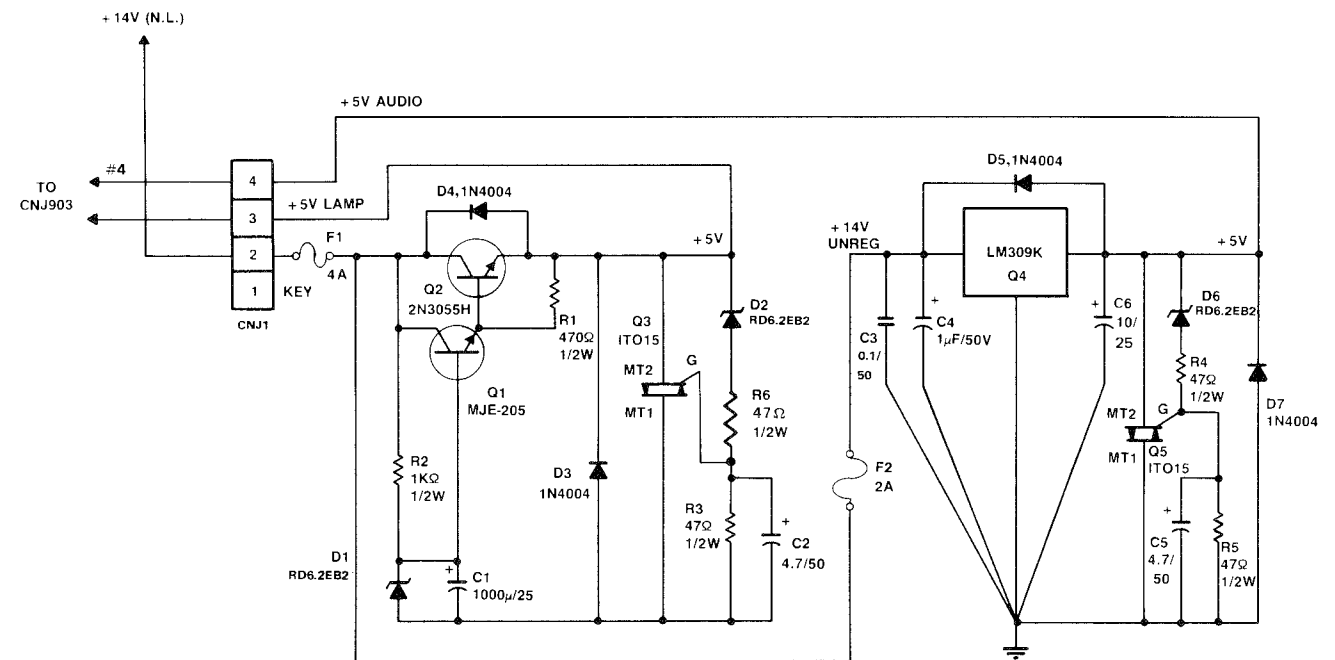 + 14V (N.L.)
+ 5V AUDIO
#4
TO
CNJ903
4
3
2
1
+ 5V LAMP
F1
4A
KEY
CNJ1
D4,1N4004
Q2
2N3055H
Q1
MJE-205
R1
470Ω
1/2W
R2
1KΩ
1/2W
D1
RD6.2EB2
+
C1
1000µ/25
D3
1N4004
Q3
ITO15
MT2
G
MT1
+ 5V
D2
RD6.2EB2
R6
47Ω
1/2W
R3
47Ω
1/2W
+
C2
4.7/50
+ 14V
UNREG
F2
2A
D5,1N4004
LM309K
Q4
C3
0.1/
50
+
C4
1µF/50V
+
C6
10/
25
+ 5V
D6
RD6.2EB2
R4
47Ω
1/2W
MT2
G
MT1
Q5
ITO15
D7
1N4004
+
C5
4.7/
50
R5
47Ω
1/2W